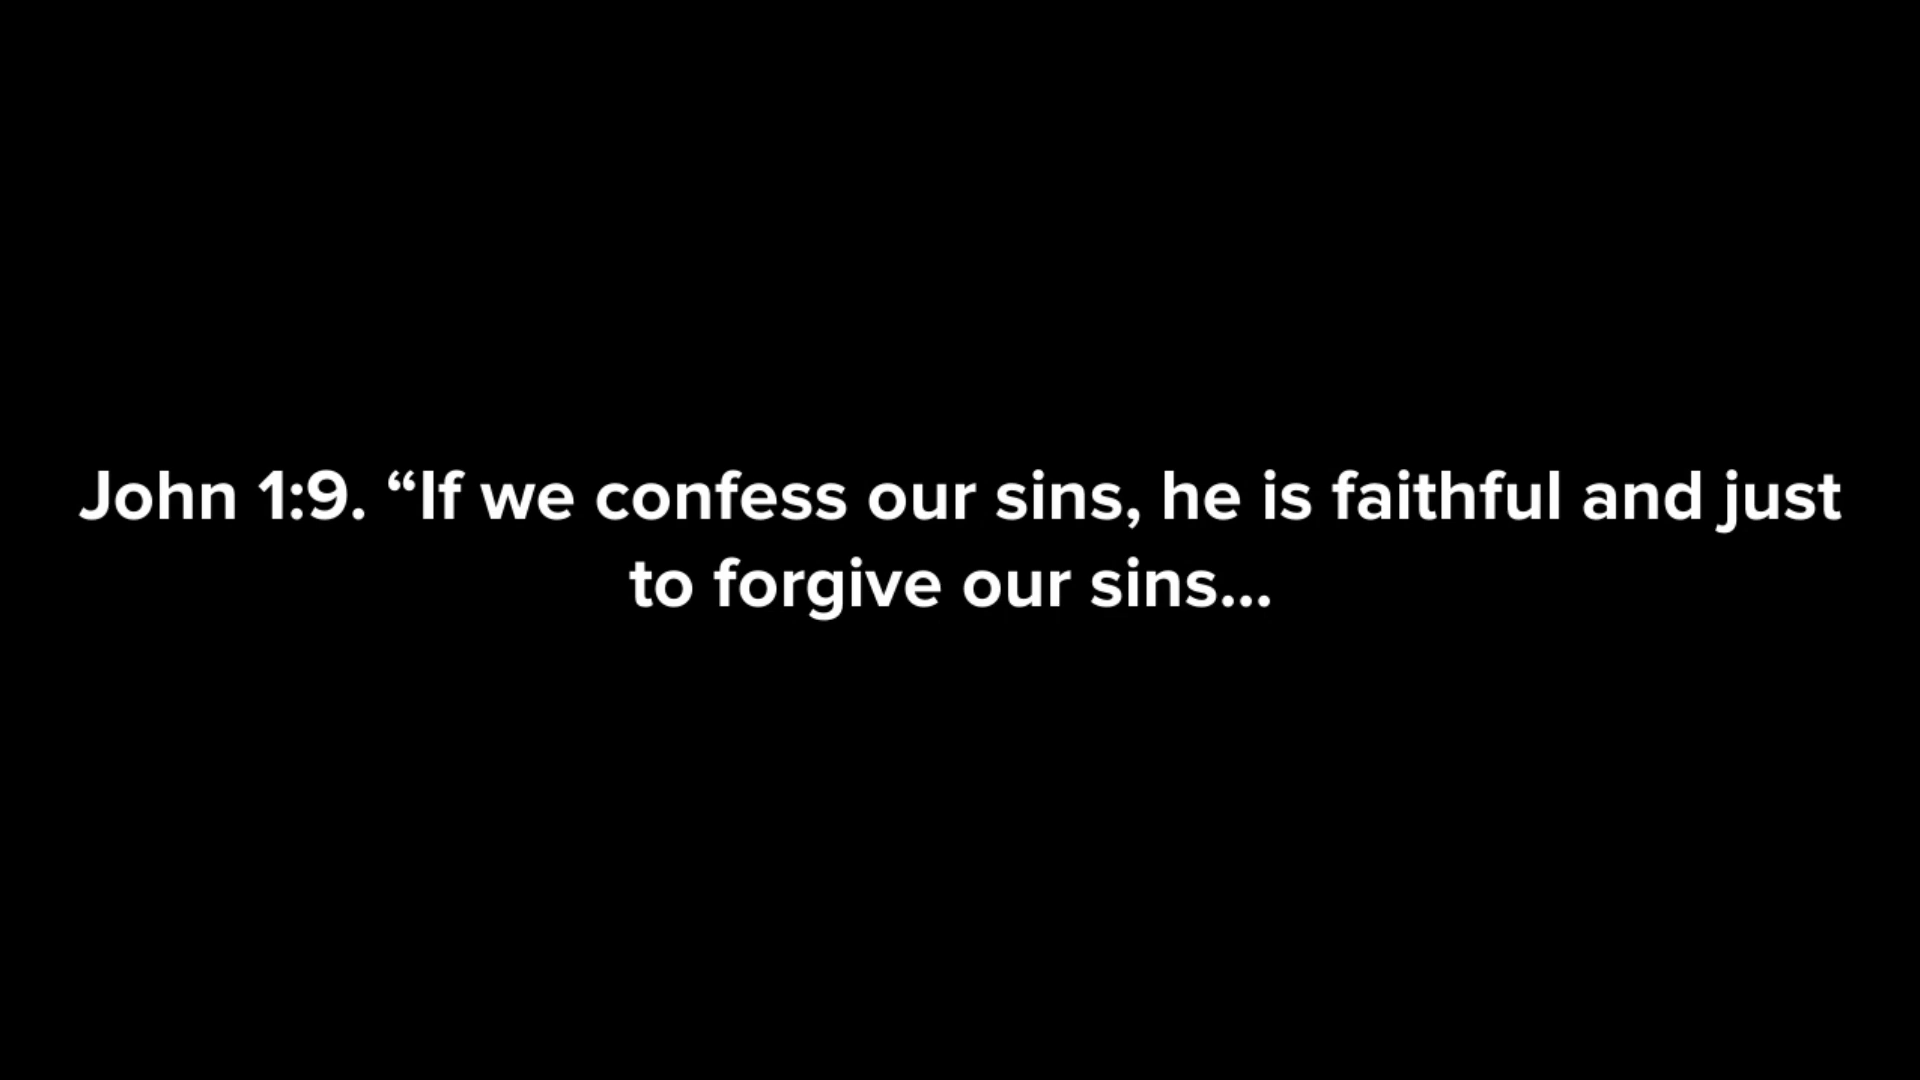 John 1:9. “If we confess our sins, he is faithful and just
to forgive our sins...